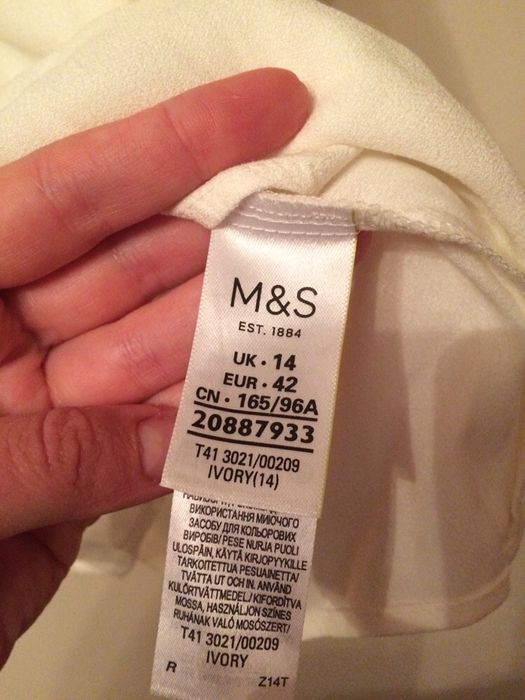 M&S
EST. 1884
UK · 14
EUR · 42
CN · 165/96A
20887933
T41 3021/00209
IVORY(14)
ВИКОРИСТАННЯ МИЮЧОГО
ЗАСОБУ ДЛЯ КОЛЬОРОВИХ
ВИРОБІВ/ PESE NURJA PUOLI
ULOSPÄIN, KÄYTÄ KIRJOPYYKILLE
TARKOITETTUA PESUAINETTA/
TVÄTTA UT OCH IN. ANVÄND
KULÖRTVÄTTMEDEL/ KIFORDÍTVA
MOSSA, HASZNÁLJON SZÍNES
RUHÁNAK VALÓ MOSÓSZERT/
T41 3021/00209
IVORY
R Z14T